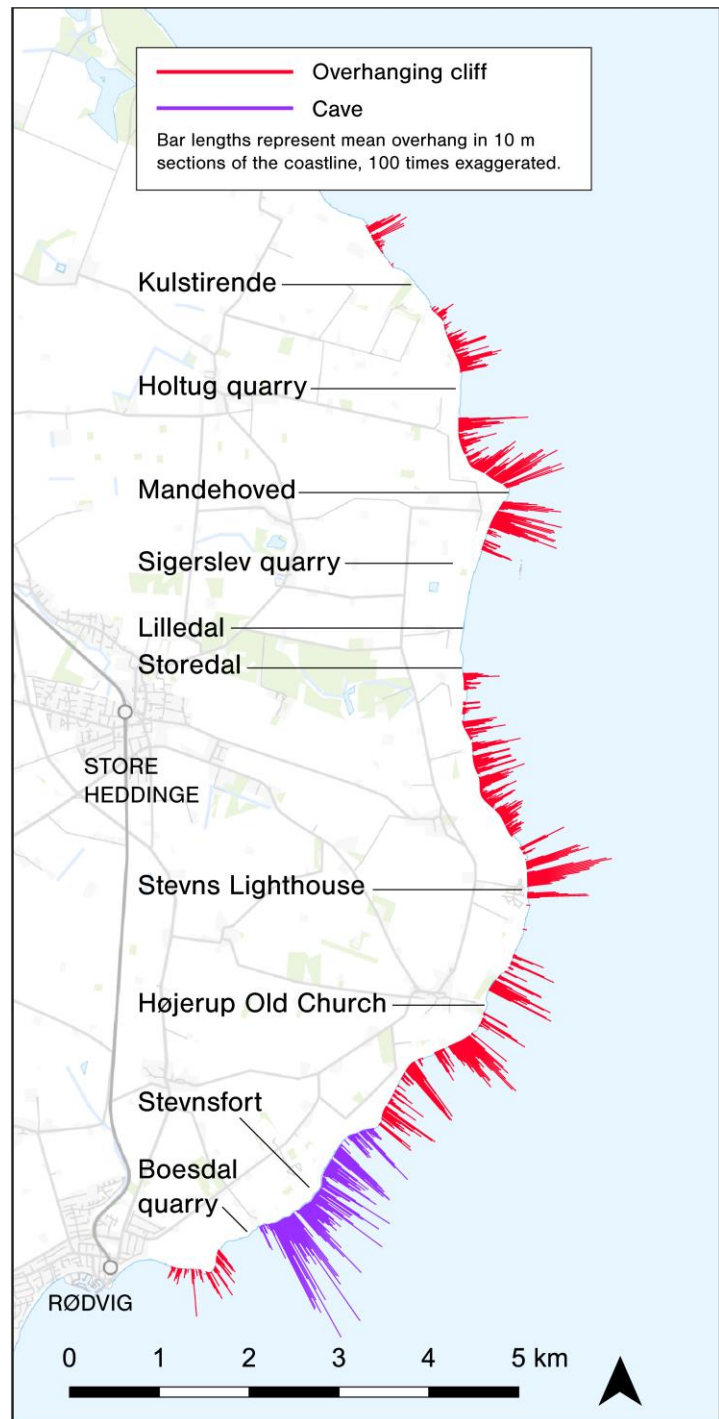 Overhanging cliff
Cave
Bar lengths represent mean overhang in 10 m
sections of the coastline, 100 times exaggerated.
Kulstirende
Holtug quarry
Mandehoved
Sigerslev quarry
Lilledal
Storedal
STORE
HEDDINGE
Stevns Lighthouse
Højerup Old Church
Stevnsfort
Boesdal
quarry
RØDVIG
0 1 2 3 4 5 km